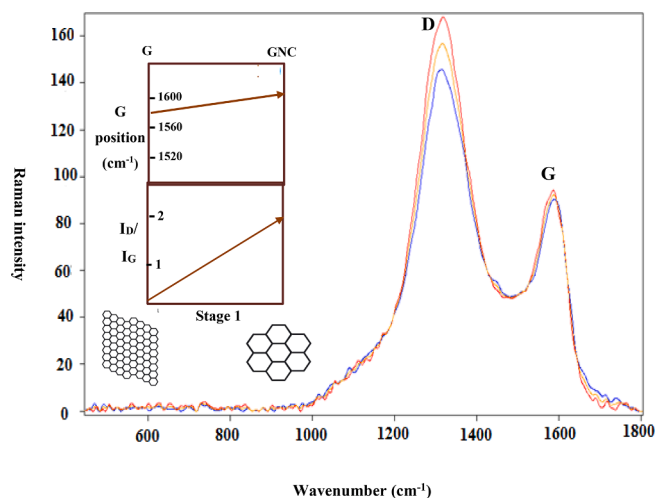 160
140
120
100
80
60
40
20
0
Raman intensity
600
800
1000
1200
1400
1600
1800
Wavenumber (cm-1)
D
G
G
GNC
G
position
(cm-1)
1600
1560
1520
ID/
IG
2
1
Stage 1